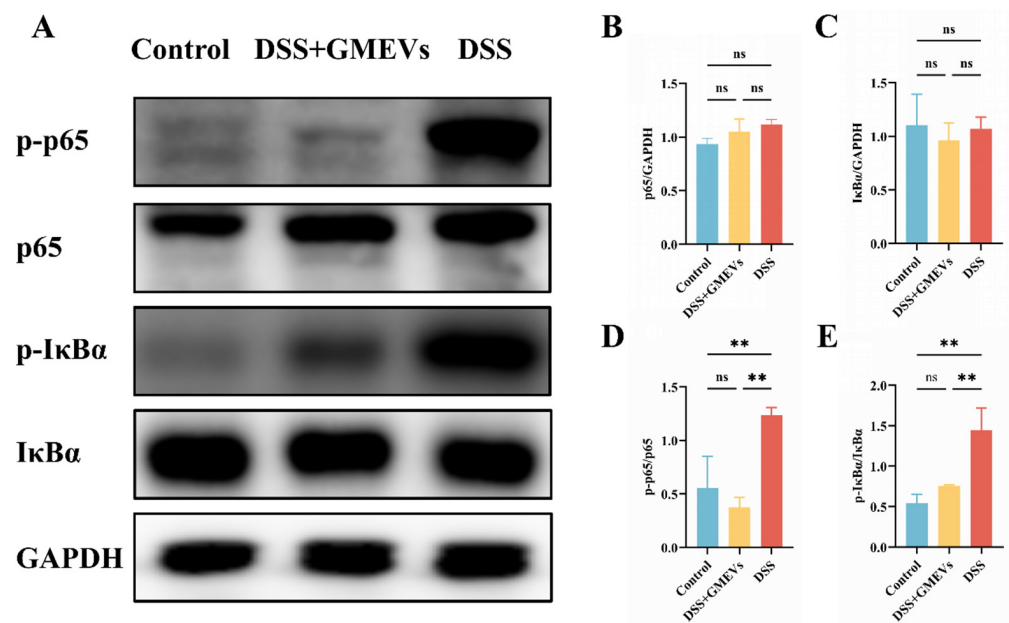 A
Control DSS+GMEVs DSS
p-p65
p65
p-IκBα
IκBα
GAPDH
B
ns
ns ns
p65/GAPDH
1.5
1.0
0.5
0.0
Control
DSS+GMEVs
DSS
C
ns
ns ns
IκBα/GAPDH
1.5
1.0
0.5
0.0
Control
DSS+GMEVs
DSS
D
**
ns **
p-p65/p65
1.5
1.0
0.5
0.0
Control
DSS+GMEVs
DSS
E
**
ns **
p-IκBα/IκBα
2.0
1.5
1.0
0.5
0.0
Control
DSS+GMEVs
DSS